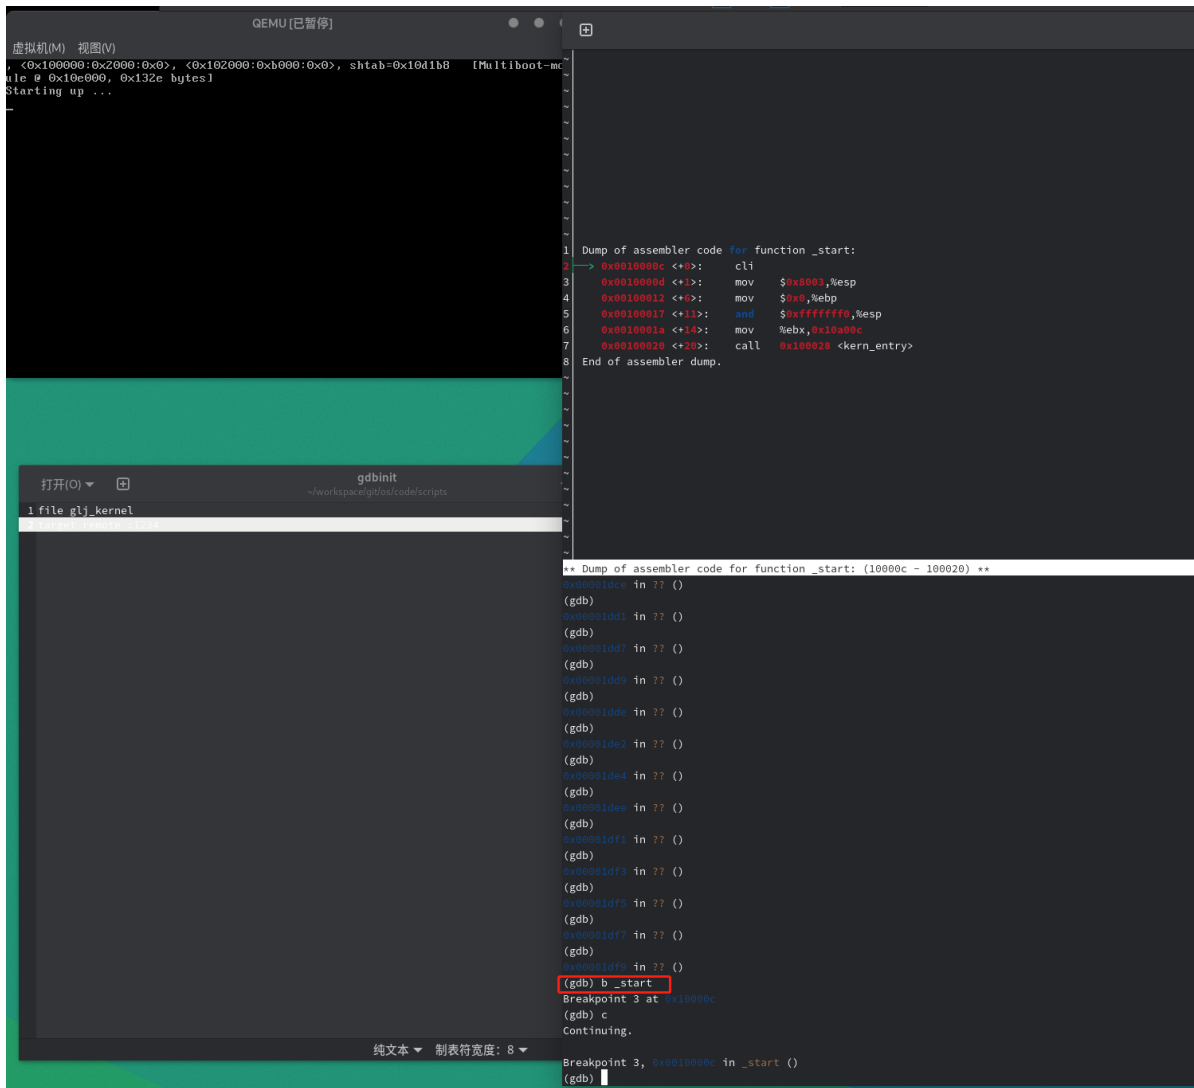 QEMU [已暂停]
虚拟机(M) 视图(V)
, <0x100000:0x2000:0x0>, <0x102000:0xb000:0x0>, shtab=0x10d1b8 [Multiboot-mo
ule @ 0x10e000, 0x132e bytes]
Starting up ...
打开(O)
gdbinit
~/workspace/git/os/code/scripts
1 file glj_kernel
2 target remote :1234
纯文本 制表符宽度: 8
~
~
~
~
~
~
~
~
~
~
~
~
1 Dump of assembler code for function _start:
2 --> 0x0010000c <+0>: cli
3 0x0010000d <+1>: mov $0x8003,%esp
4 0x00100012 <+6>: mov $0x0,%ebp
5 0x00100017 <+11>: and $0xfffffff0,%esp
6 0x0010001a <+14>: mov %ebx,0x10a00c
7 0x00100020 <+20>: call 0x100028 <kern_entry>
8 End of assembler dump.
~
~
~
~
~
~
~
~
~
~
~
~
** Dump of assembler code for function _start: (10000c - 100020) **
0x00001dce in ?? ()
(gdb)
0x00001dd1 in ?? ()
(gdb)
0x00001dd7 in ?? ()
(gdb)
0x00001dd9 in ?? ()
(gdb)
0x00001dde in ?? ()
(gdb)
0x00001de2 in ?? ()
(gdb)
0x00001de4 in ?? ()
(gdb)
0x00001dee in ?? ()
(gdb)
0x00001df1 in ?? ()
(gdb)
0x00001df3 in ?? ()
(gdb)
0x00001df5 in ?? ()
(gdb)
0x00001df7 in ?? ()
(gdb)
0x00001df9 in ?? ()
(gdb) b _start
Breakpoint 3 at 0x10000c
(gdb) c
Continuing.
Breakpoint 3, 0x0010000c in _start ()
(gdb)